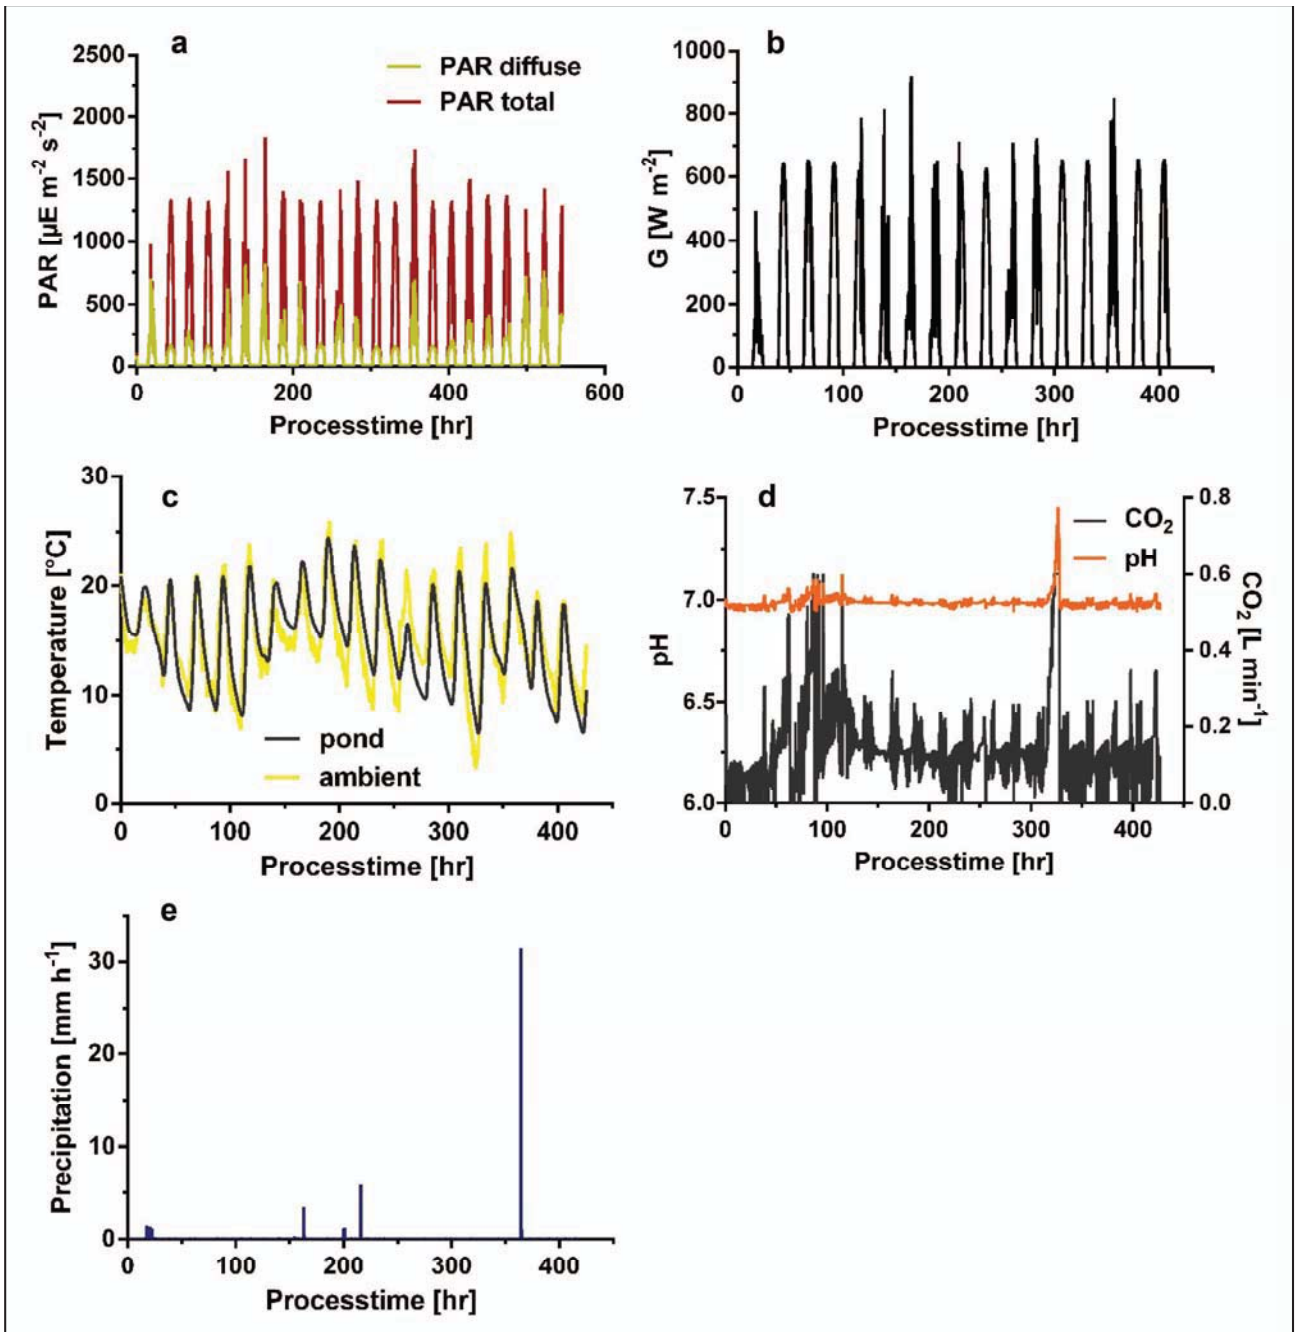 a
2500
2000
1500
1000
500
0
PAR [µE m-2 s-2]
PAR diffuse
PAR total
0 200 400 600
Processtime [hr]
b
1000
800
600
400
200
0
G [W m-2]
0 100 200 300 400
Processtime [hr]
c
30
20
10
0
Temperature [°C]
pond
ambient
0 100 200 300 400
Processtime [hr]
d
7.5
7.0
6.5
6.0
pH
CO2
pH
0.8
0.6
0.4
0.2
0.0
CO2 [L min-1]
0 100 200 300 400
Processtime [hr]
e
30
20
10
0
Precipitation [mm h-1]
0 100 200 300 400
Processtime [hr]